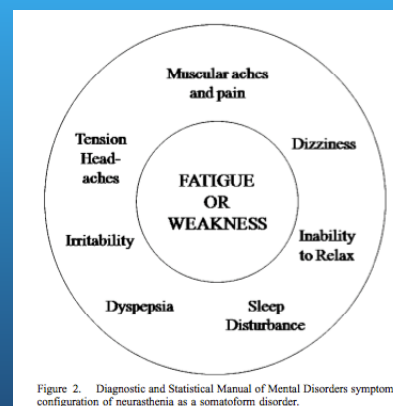 Muscular aches
and pain
Dizziness
Inability
to Relax
Sleep
Disturbance
Dyspepsia
Irritability
Tension
Head-
aches
FATIGUE
OR
WEAKNESS
Figure 2. Diagnostic and Statistical Manual of Mental Disorders symptom
configuration of neurasthenia as a somatoform disorder.